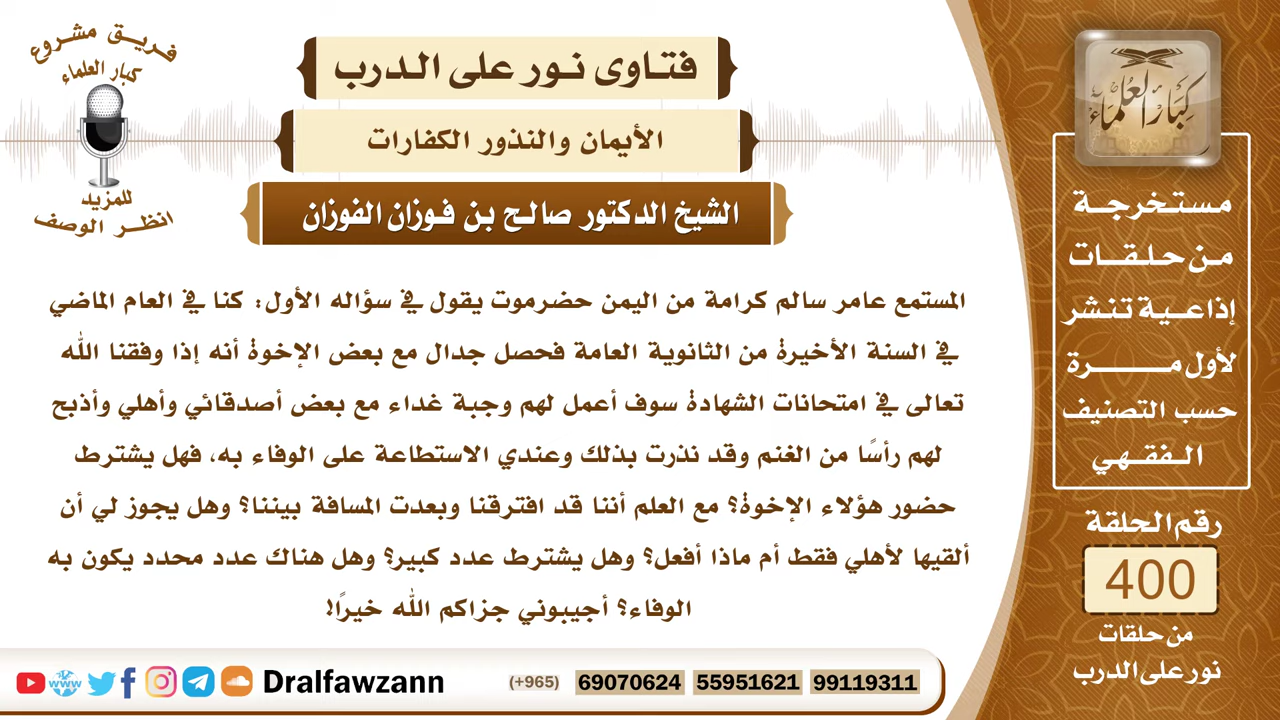 فريق مشروع
كبار العلماء
للمزيد
انظر الوصف
فتاوى نور على الدرب
الأيمان والنذور الكفارات
الشيخ الدكتور صالح بن فوزان الفوزان
المستمع عامر سالم كرامة من اليمن حضرموت يقول في سؤاله الأول: كنا في العام الماضي
في السنة الأخيرة من الثانوية العامة فحصل جدال مع بعض الإخوة أنه إذا وفقنا الله
تعالى في امتحانات الشهادة سوف أعمل لهم وجبة غداء مع بعض أصدقائي وأهلي وأذبح
لهم رأسًا من الغنم وقد نذرت بذلك وعندي الاستطاعة على الوفاء به، فهل يشترط
حضور هؤلاء الإخوة؟ مع العلم أننا قد افترقنا وبعدت المسافة بيننا؟ وهل يجوز لي أن
ألقيها لأهلي فقط أم ماذا أفعل؟ وهل يشترط عدد كبير؟ وهل هناك عدد محدد يكون به
الوفاء؟ أجيبوني جزاكم الله خيرًا!
كبار العلماء
مستخرجة
من حلقات
إذاعية تنشر
لأول مرة
حسب التصنيف
الفقهي
رقم الحلقة
400
من حلقات
نور على الدرب
www
Dralfawzann
(+965) 69070624 55951621 99119311